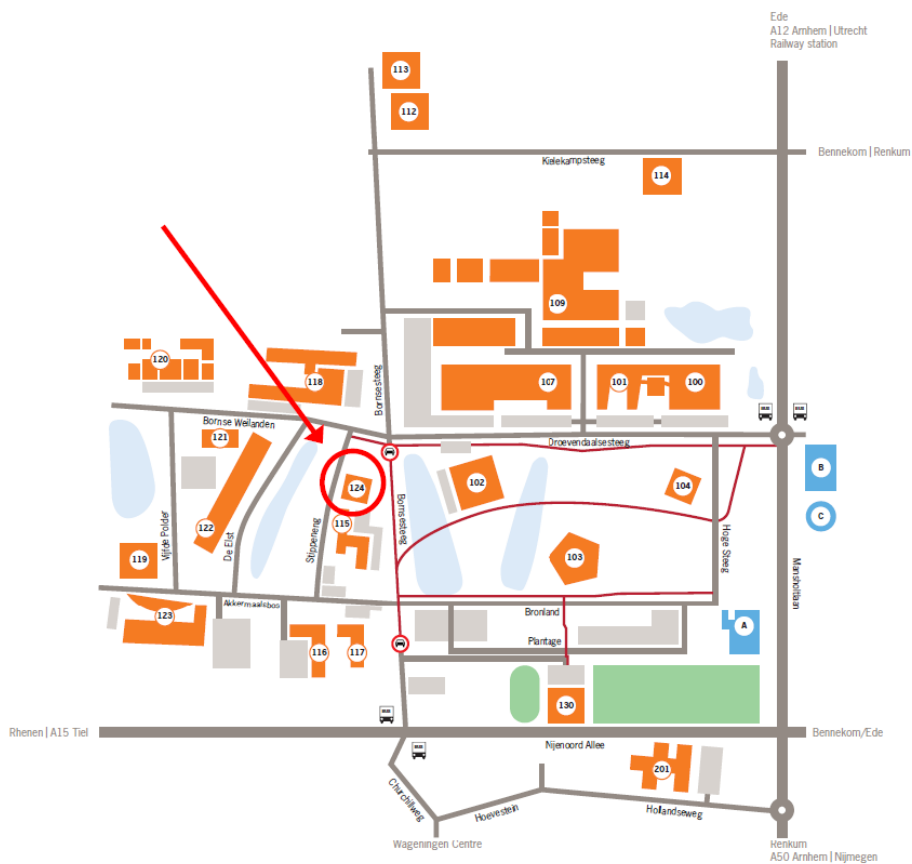 Ede
A12 Arnhem | Utrecht
Railway station
113
112
Kielekampsteeg
Bennekom | Renkum
114
109
120
118
Bornsesteeg
107
101
100
Bornse Weilanden
121
Droevendaalsesteeg
B
124
102
104
C
122
115
Bornsesteeg
Vijfde Polder
De Elst
Stippeneng
119
103
Hoge Steeg
Mansholtlaan
Akkermaalsbos
123
Bronland
A
Plantage
116
117
130
Rhenen | A15 Tiel
Bennekom/Ede
Nijenoord Allee
201
Churchillweg
Hoevestein
Hollandseweg
Wageningen Centre
Renkum
A50 Arnhem | Nijmegen